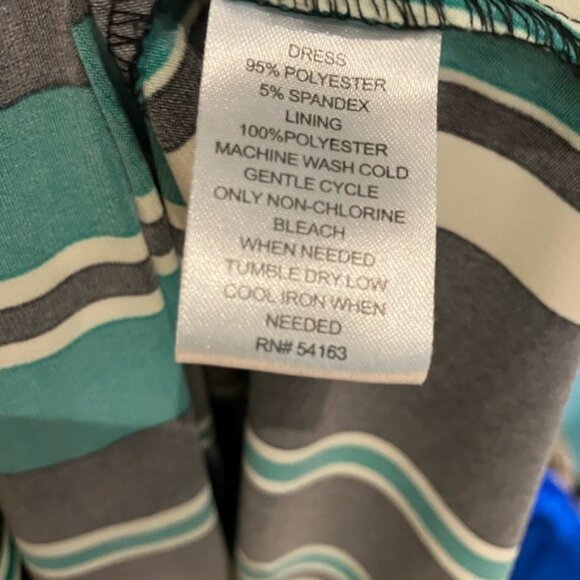 DRESS
95% POLYESTER
5% SPANDEX
LINING
100%POLYESTER
MACHINE WASH COLD
GENTLE CYCLE
ONLY NON-CHLORINE
BLEACH
WHEN NEEDED
TUMBLE DRY LOW
COOL IRON WHEN
NEEDED
RN# 54163